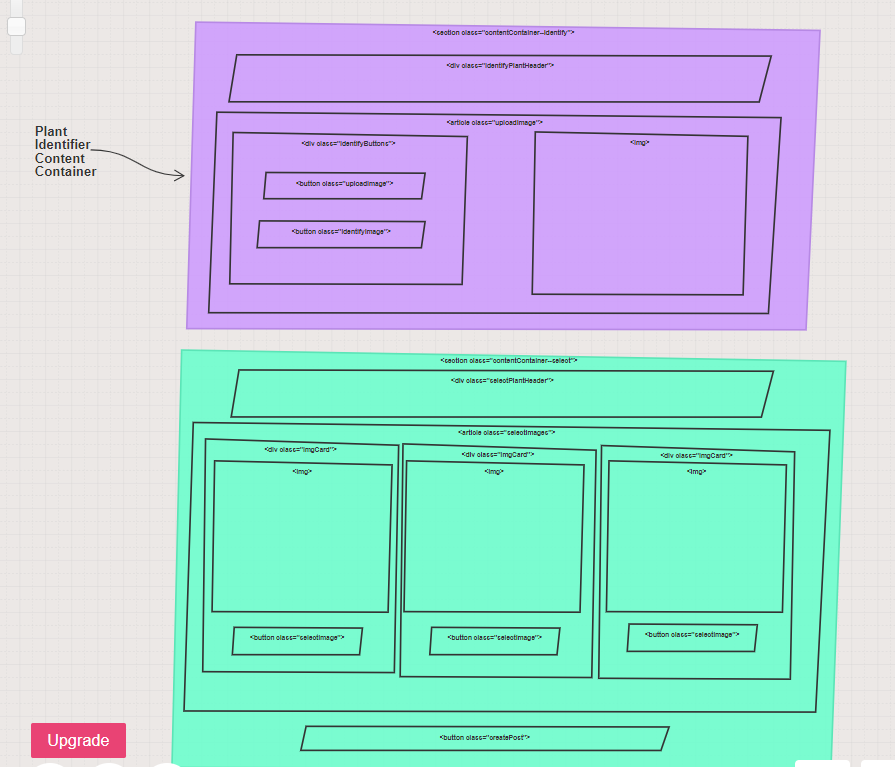 <section class="contentContainer--identify">
<div class="identifyPlantHeader">
<article class="uploadImage">
Plant
Identifier
Content
Container
<div class="identifyButtons">
<img>
<button class="uploadImage">
<button class="identifyImage">
<section class="contentContainer--select">
<div class="selectPlantHeader">
<article class="selectImages">
<div class="imgCard">
<div class="imgCard">
<div class="imgCard">
<img>
<img>
<img>
<button class="selectImage">
<button class="selectImage">
<button class="selectImage">
<button class="createPost">
Upgrade